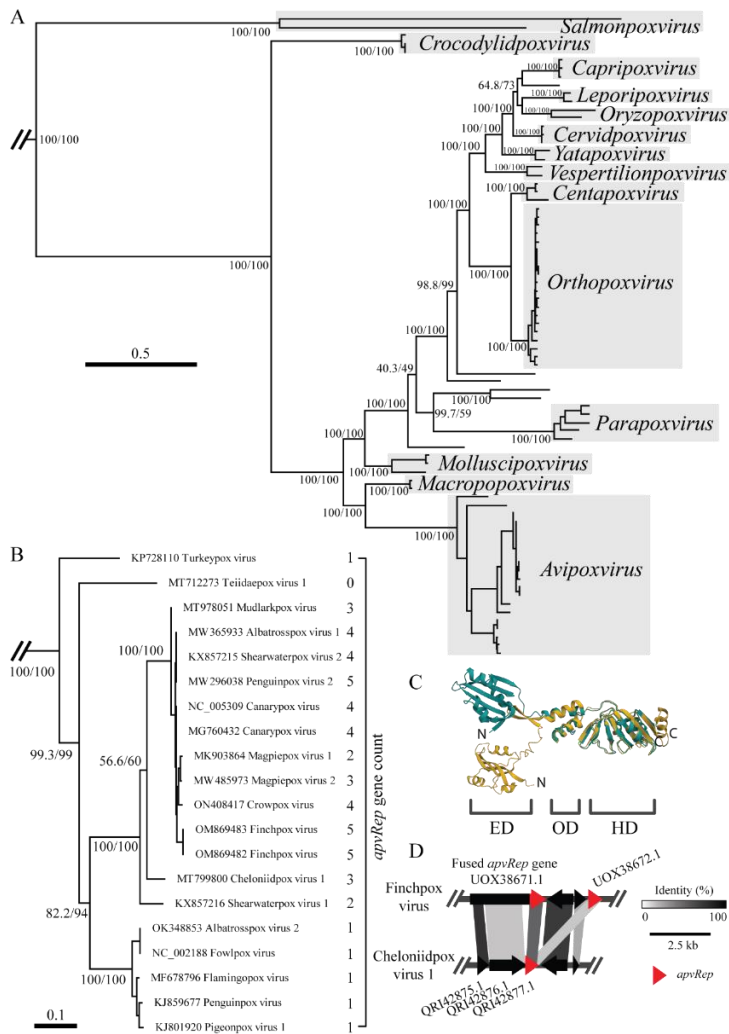 A
100/100
Salmonpoxvirus
100/100
Crocodylidpoxvirus
100/100
Capripoxvirus
64.8/73
100/100
Leporipoxvirus
100/100
100/100
Oryzopoxvirus
100/100
100/100
Cervidpoxvirus
100/100
100/100
Yatapoxvirus
100/100
Vespertilionpoxvirus
100/100
Centapoxvirus
100/100
100/100
Orthopoxvirus
100/100
98.8/99
100/100
0.5
100/100
40.3/49
100/100
99.7/59
100/100
Parapoxvirus
100/100
100/100
Molluscipoxvirus
100/100
Macropopoxvirus
100/100
100/100
Avipoxvirus
B
KP728110 Turkeypox virus 1
MT712273 Teiidaepox virus 1 0
MT978051 Mudlarkpox virus 3
MW365933 Albatrosspox virus 1 4
100/100
KX857215 Shearwaterpox virus 2 4
100/100
MW296038 Penguinpox virus 2 5
NC_005309 Canarypox virus 4
MG760432 Canarypox virus 4
99.3/99
56.6/60
MK903864 Magpiepox virus 1 2
MW485973 Magpiepox virus 2 3
ON408417 Crowpox virus 4
OM869483 Finchpox virus 5
100/100
OM869482 Finchpox virus 5
MT799800 Cheloniidpox virus 1 3
82.2/94
KX857216 Shearwaterpox virus 1 2
OK348853 Albatrosspox virus 2 1
NC_002188 Fowlpox virus 1
100/100
MF678796 Flamingopox virus 1
KJ859677 Penguinpox virus 1
0.1
KJ801920 Pigeonpox virus 1 1
apvRep gene count
C
N
C
N
ED OD HD
D
Fused apvRep gene
UOX38671.1
UOX38672.1
Finchpox
virus
Identity (%)
0 100
2.5 kb
Cheloniidpox
virus 1
apvRep
QRI42875.1
QRI42876.1
QRI42877.1